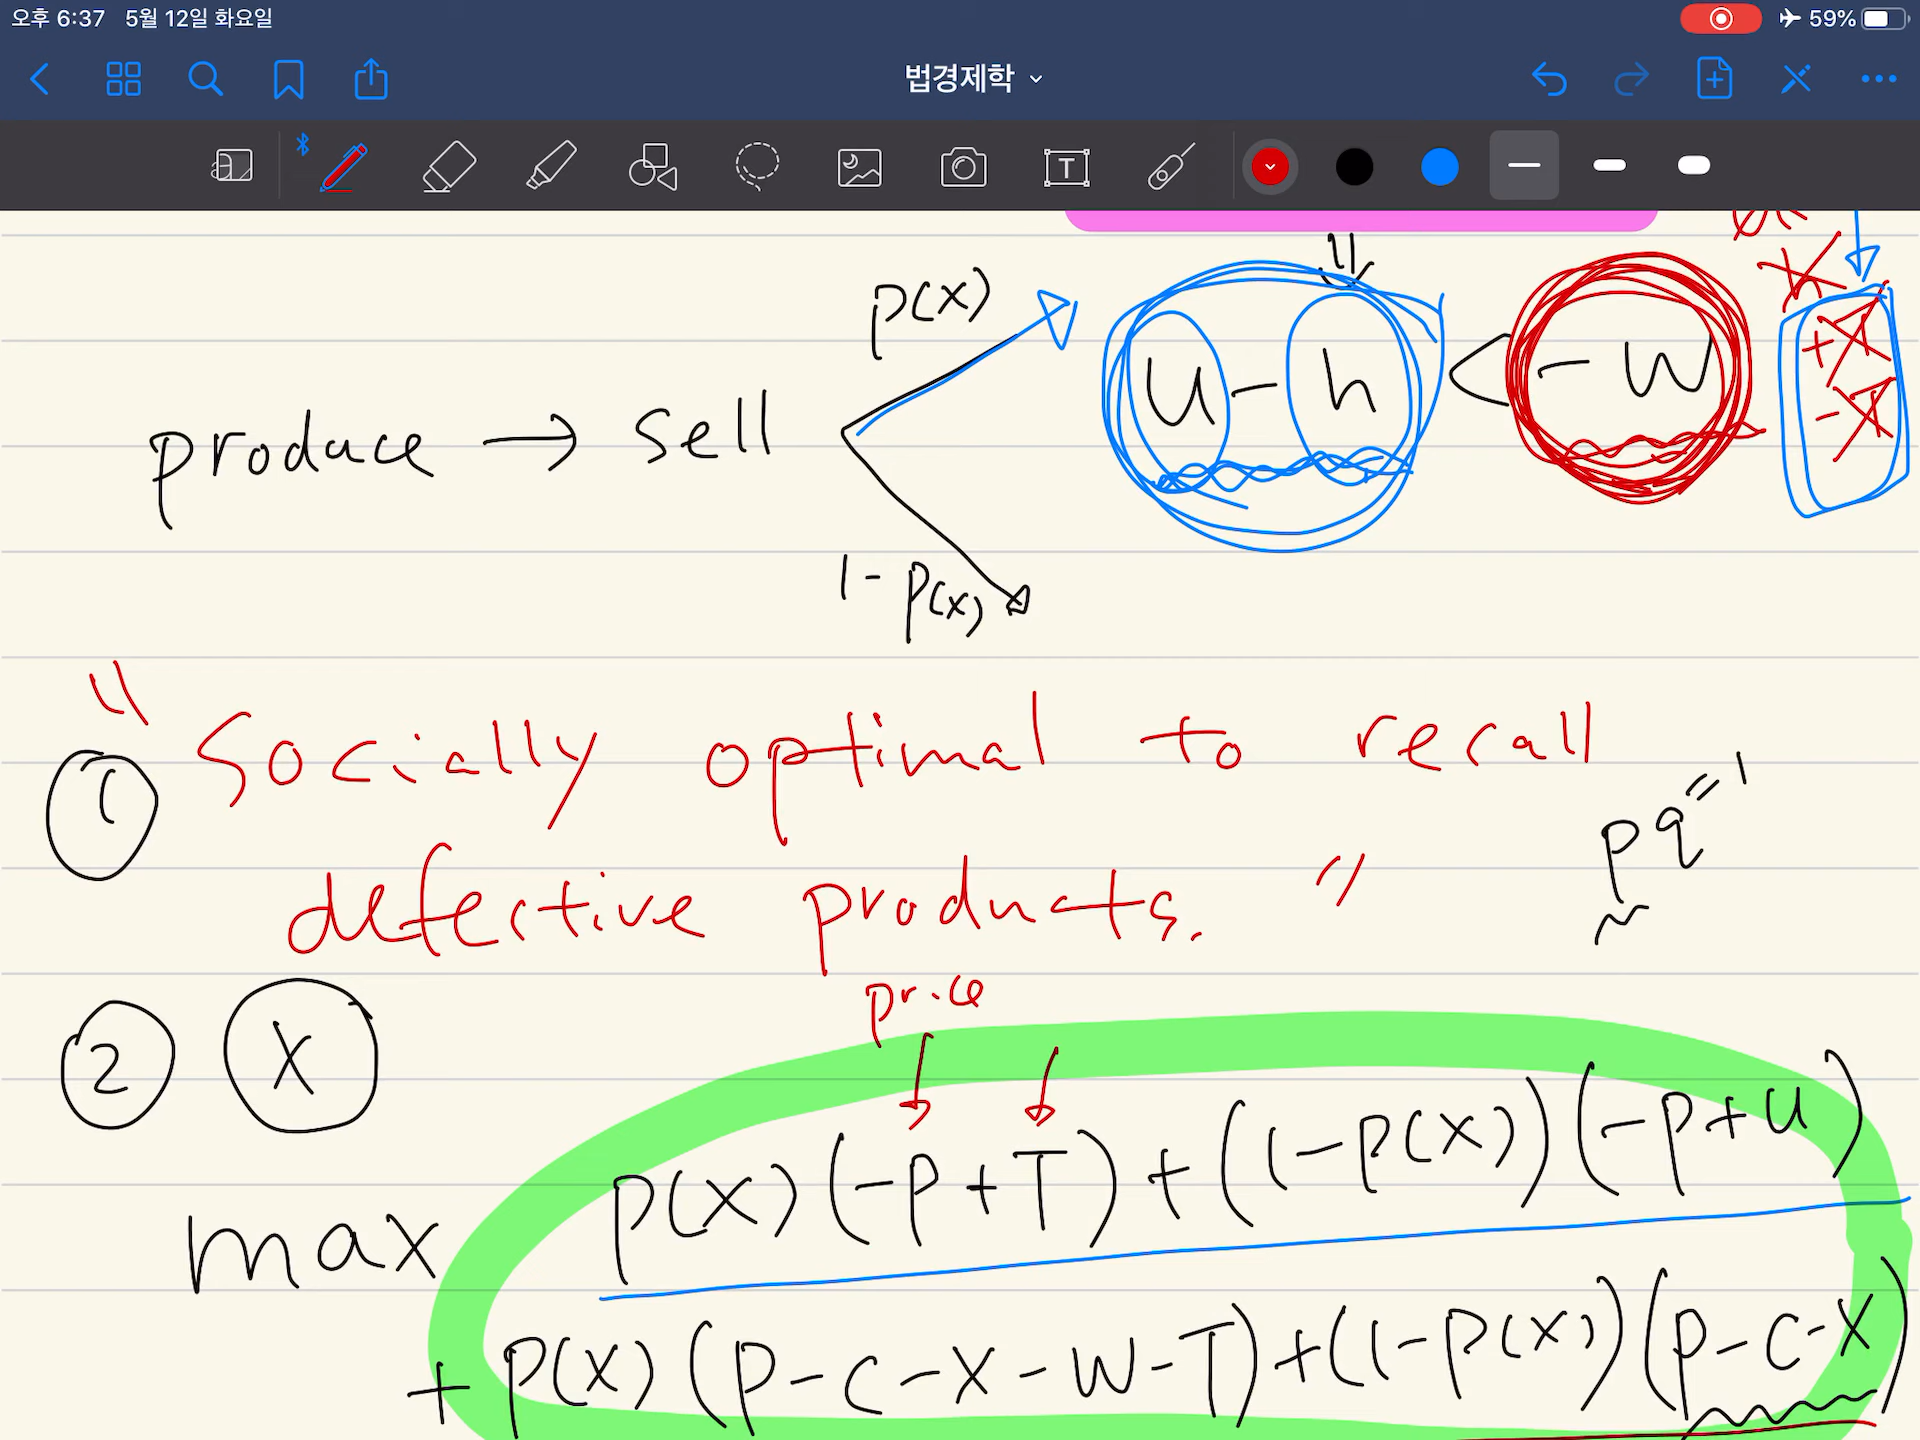 오후 6:37 5월 12일 화요일 59%
법경제학
T
p(x)
u - h < - w
+A
-A
produce → sell
1 - p(x)
① "Socially optimal to recall
defective products."
pq = 1
② X
price
max p(x)(-p+T)+(1-p(x))(-p+u)
+ p(x)(p-c-x-w-T)+(1-p(x))(p-c-x)